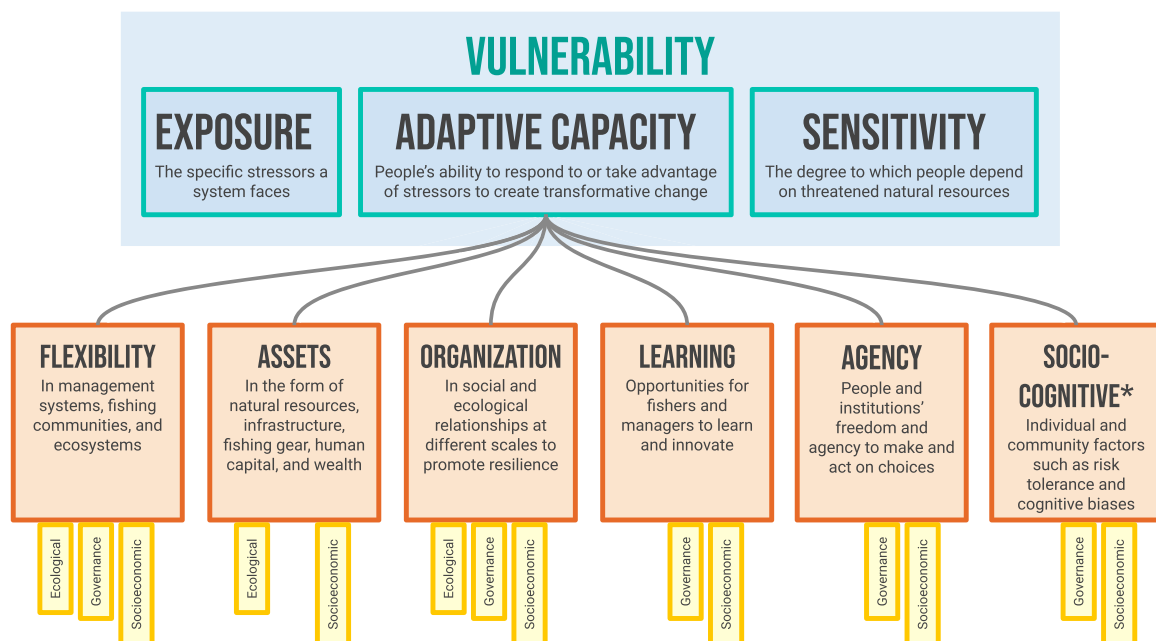 VULNERABILITY
EXPOSURE
The specific stressors a
system faces
ADAPTIVE CAPACITY
People's ability to respond to or take advantage
of stressors to create transformative change
SENSITIVITY
The degree to which people depend
on threatened natural resources
FLEXIBILITY
In management
systems, fishing
communities, and
ecosystems
ASSETS
In the form of
natural resources,
infrastructure,
fishing gear, human
capital, and wealth
ORGANIZATION
In social and
ecological
relationships at
different scales to
promote resilience
LEARNING
Opportunities for
fishers and
managers to learn
and innovate
AGENCY
People and
institutions'
freedom and
agency to make and
act on choices
SOCIO-
COGNITIVE*
Individual and
community factors
such as risk
tolerance and
cognitive biases
Ecological
Governance
Socioeconomic
Ecological
Socioeconomic
Ecological
Governance
Socioeconomic
Governance
Socioeconomic
Governance
Socioeconomic
Governance
Socioeconomic